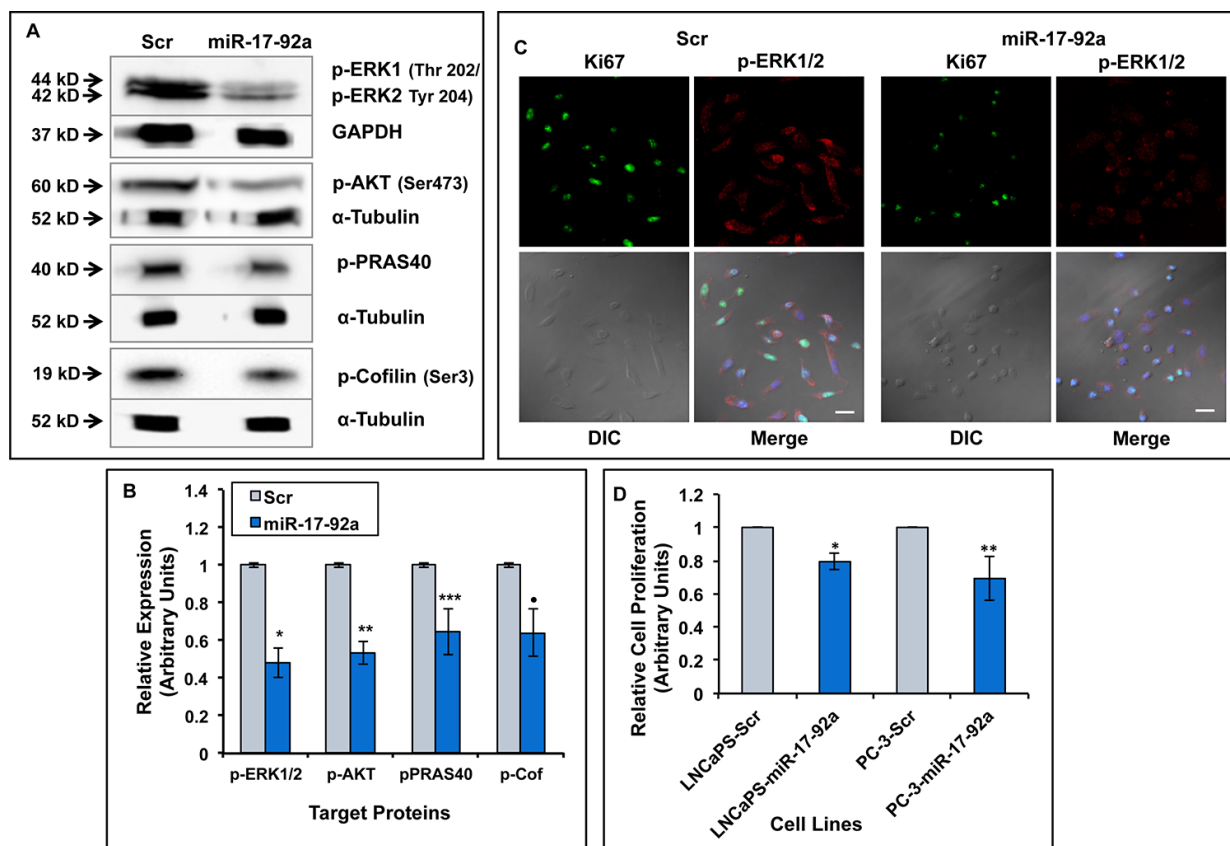 A
Scr miR-17-92a
44 kD
42 kD
p-ERK1 (Thr 202/
p-ERK2 Tyr 204)
37 kD
GAPDH
60 kD
p-AKT (Ser473)
52 kD
α-Tubulin
40 kD
p-PRAS40
52 kD
α-Tubulin
19 kD
p-Cofilin (Ser3)
52 kD
α-Tubulin
C
Scr miR-17-92a
Ki67 p-ERK1/2 Ki67 p-ERK1/2
DIC Merge DIC Merge
B
Relative Expression
(Arbitrary Units)
1.4
1.2
1
0.8
0.6
0.4
0.2
0
Scr
miR-17-92a
* ** *** •
p-ERK1/2 p-AKT pPRAS40 p-Cof
Target Proteins
D
Relative Cell Proliferation
(Arbitrary Units)
1.2
1
0.8
0.6
0.4
0.2
0
* **
LNCaPS-Scr
LNCaPS-miR-17-92a
PC-3-Scr
PC-3-miR-17-92a
Cell Lines